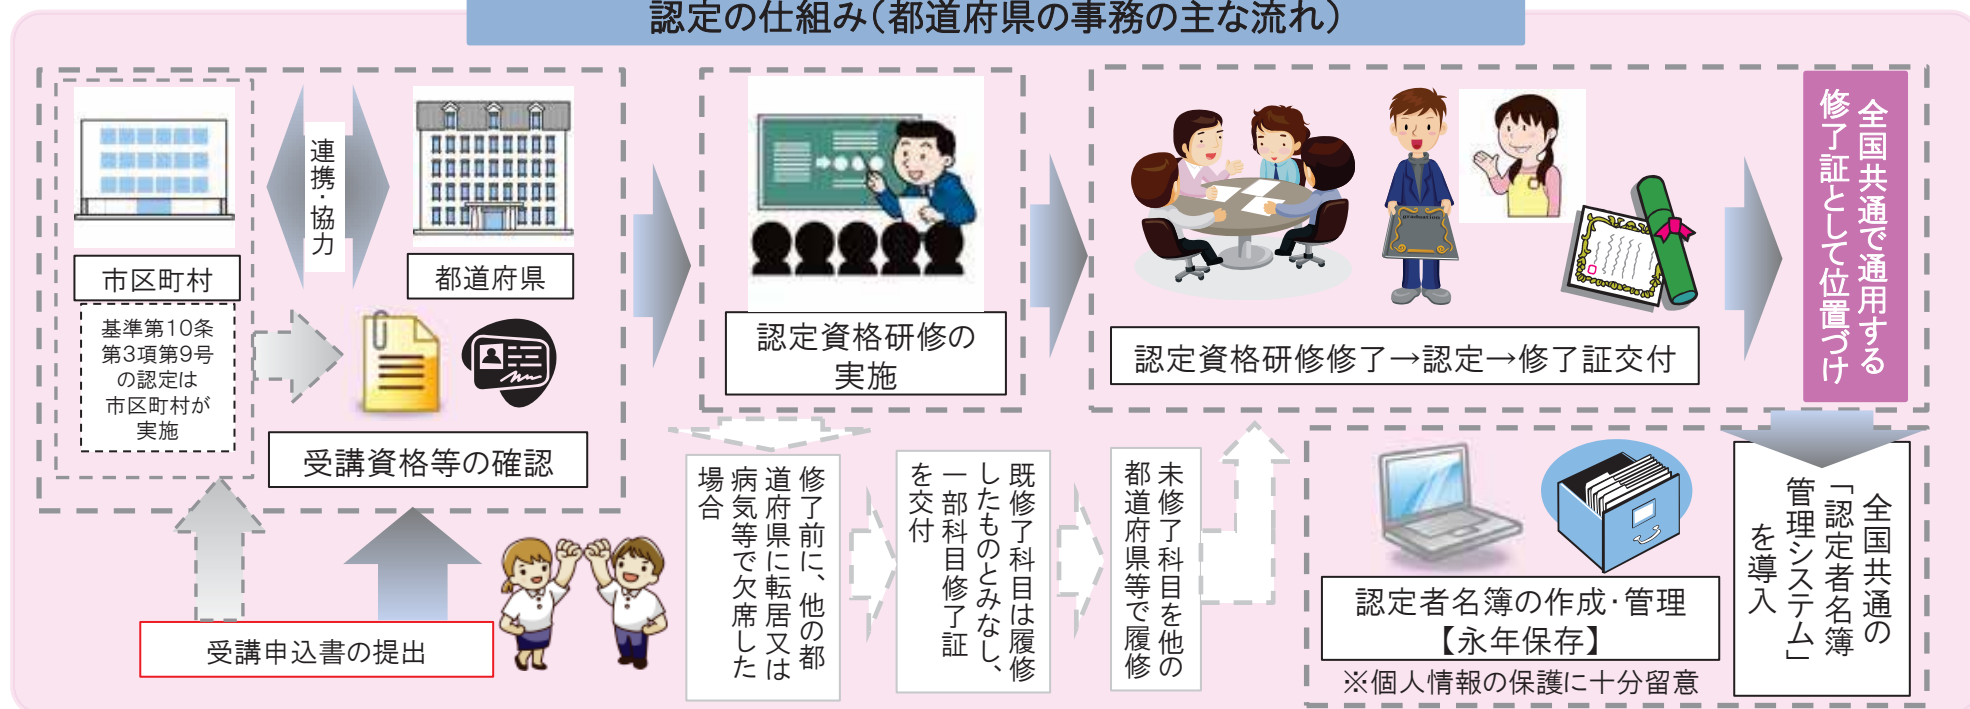 認定の仕組み（都道府県の事務の主な流れ）
市区町村
連携・協力
都道府県
基準第10条
第3項第9号
の認定は
市区町村が
実施
受講資格等の確認
受講申込書の提出
認定資格研修の
実施
graduation
認定資格研修修了→認定→修了証交付
全国共通で通用する
修了証として位置づけ
修了前に、他の都
道府県に転居又は
病気等で欠席した
場合
既修了科目は履修
したものとみなし、
一部科目修了証
を交付
未修了科目を他の
都道府県等で履修
認定者名簿の作成・管理
【永年保存】
※個人情報の保護に十分留意
全国共通の
「認定者名簿
管理システム」
を導入